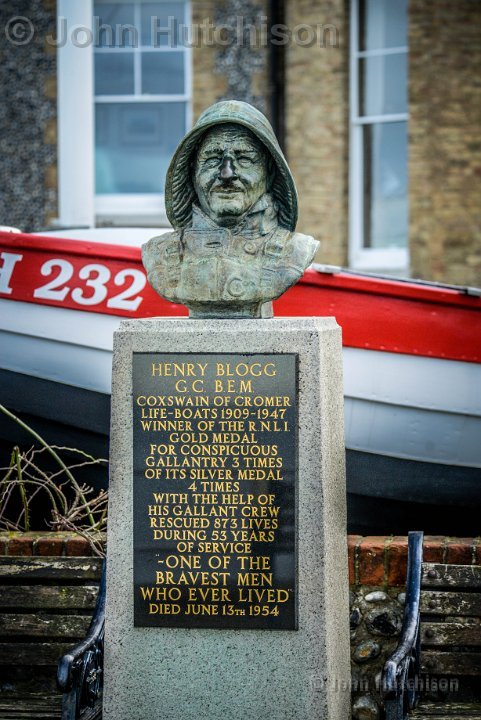 © John Hutchison
H 232
HENRY BLOGG
G.C. B.E.M.
COXSWAIN OF CROMER
LIFE-BOATS 1909-1947
WINNER OF THE R.N.L.I.
GOLD MEDAL
FOR CONSPICUOUS
GALLANTRY 3 TIMES
OF ITS SILVER MEDAL
4 TIMES
WITH THE HELP OF
HIS GALLANT CREW
RESCUED 873 LIVES
DURING 53 YEARS
OF SERVICE
"-ONE OF THE
BRAVEST MEN
WHO EVER LIVED"
DIED JUNE 13TH 1954
© John Hutchison